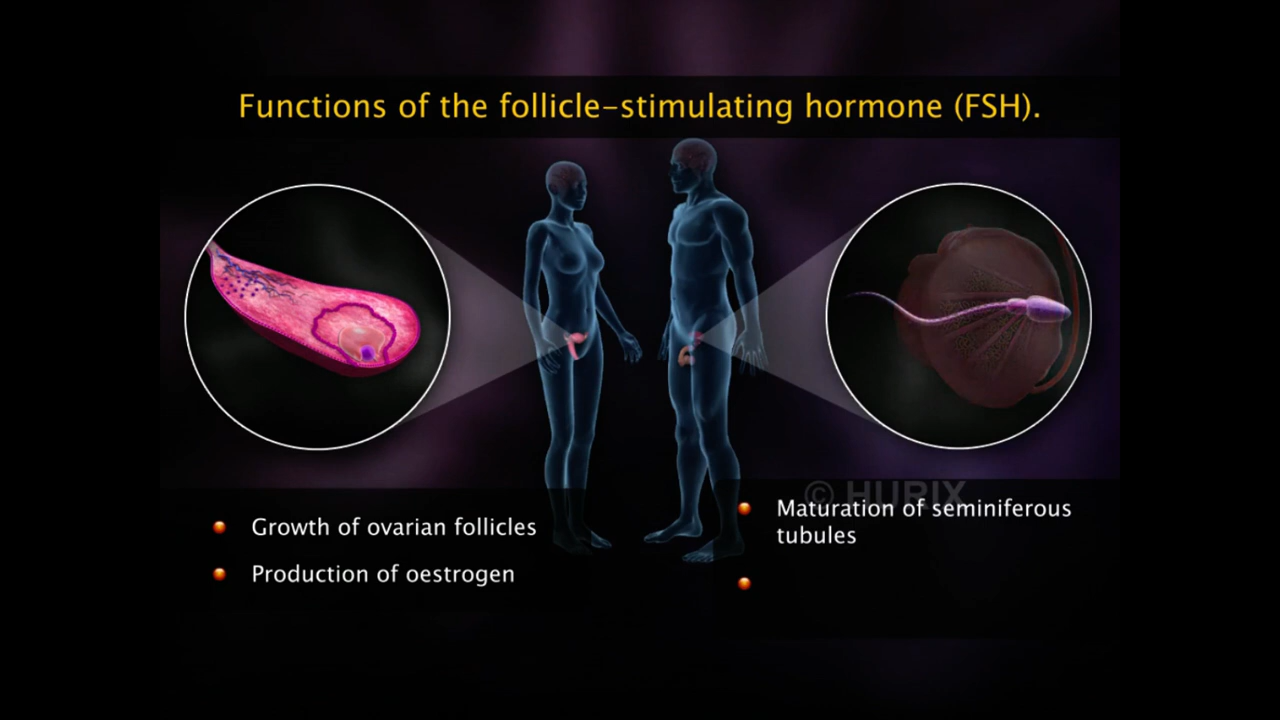 Functions of the follicle-stimulating hormone (FSH).
Growth of ovarian follicles
Production of oestrogen
© HURIX
Maturation of seminiferous
tubules